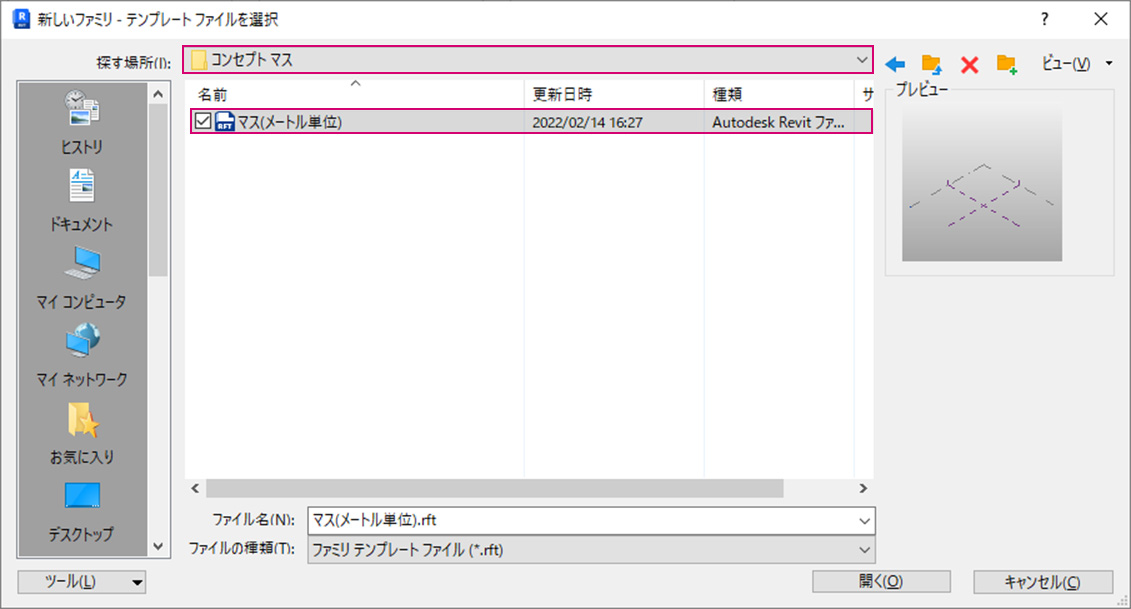 新しいファミリ - テンプレート ファイルを選択
探す場所(I):
コンセプト マス
ビュー(V)
プレビュー
名前 更新日時 種類 サ
マス(メートル単位) 2022/02/14 16:27 Autodesk Revit ファ...
ヒストリ
ドキュメント
マイ コンピュータ
マイ ネットワーク
お気に入り
デスクトップ
ファイル名(N):
マス(メートル単位).rft
ファイルの種類(T):
ファミリ テンプレート ファイル (*.rft)
ツール(L)
開く(O)
キャンセル(C)